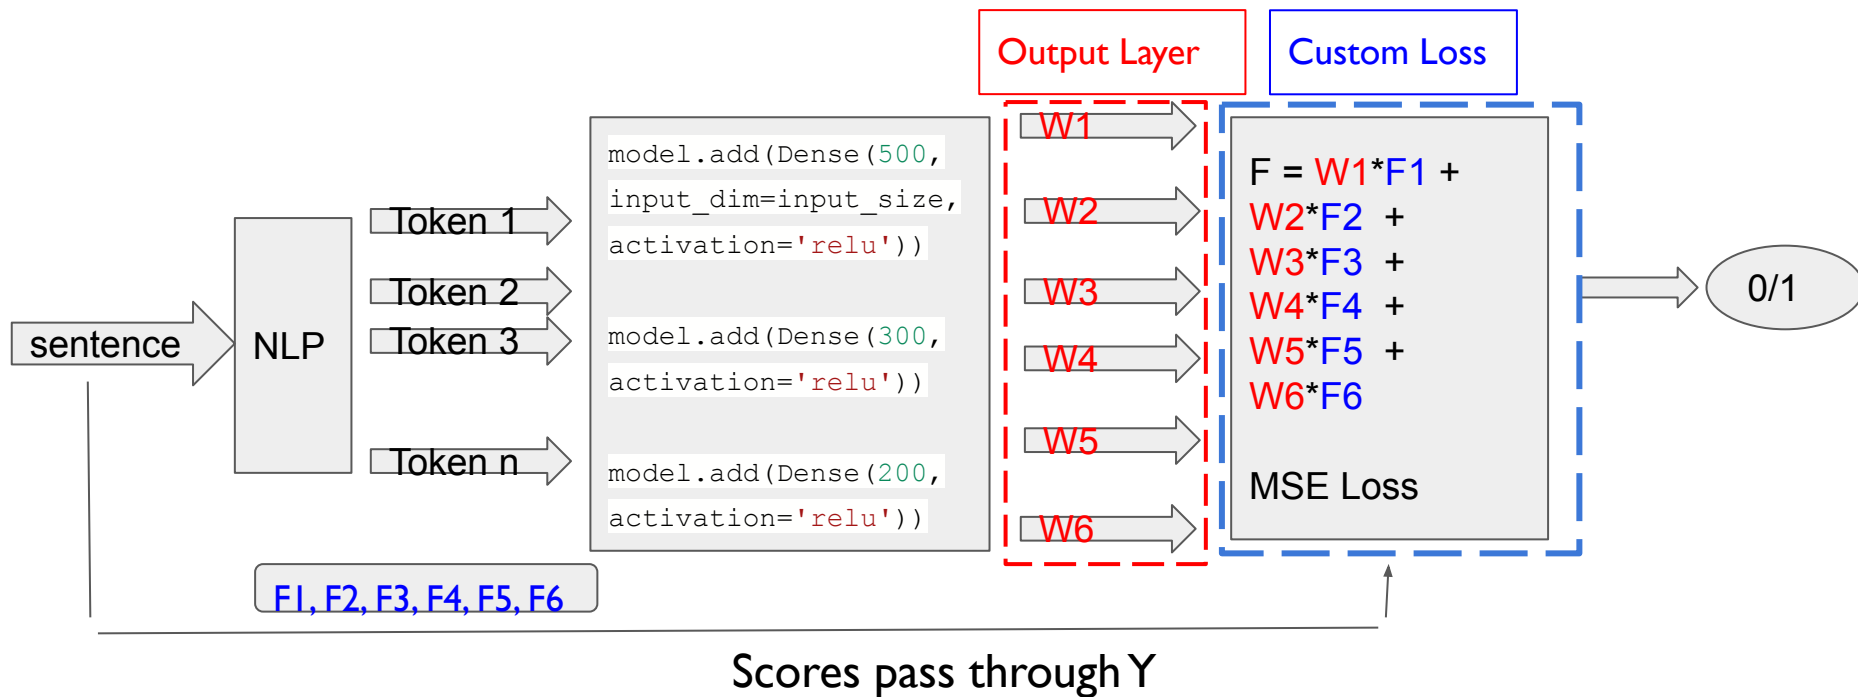 Output Layer
Custom Loss
sentence
NLP
Token 1
Token 2
Token 3
Token n
model.add(Dense(500,
input_dim=input_size,
activation='relu'))
model.add(Dense(300,
activation='relu'))
model.add(Dense(200,
activation='relu'))
W1
W2
W3
W4
W5
W6
F = W1*F1 +
W2*F2 +
W3*F3 +
W4*F4 +
W5*F5 +
W6*F6
MSE Loss
0/1
F1, F2, F3, F4, F5, F6
Scores pass through Y